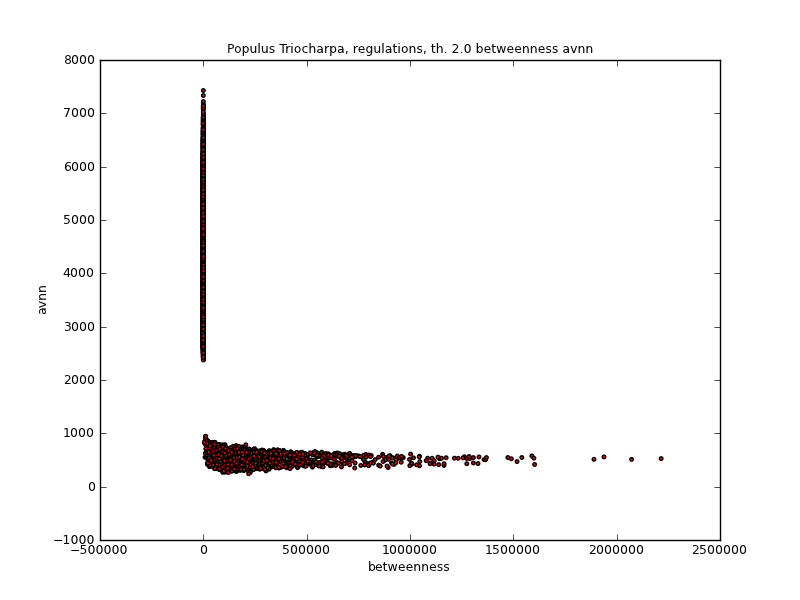 Populus Triocharpa, regulations, th. 2.0 betweenness avnn
8000
7000
6000
5000
4000
3000
2000
1000
0
−1000
avnn
−500000 0 500000 1000000 1500000 2000000 2500000
betweenness